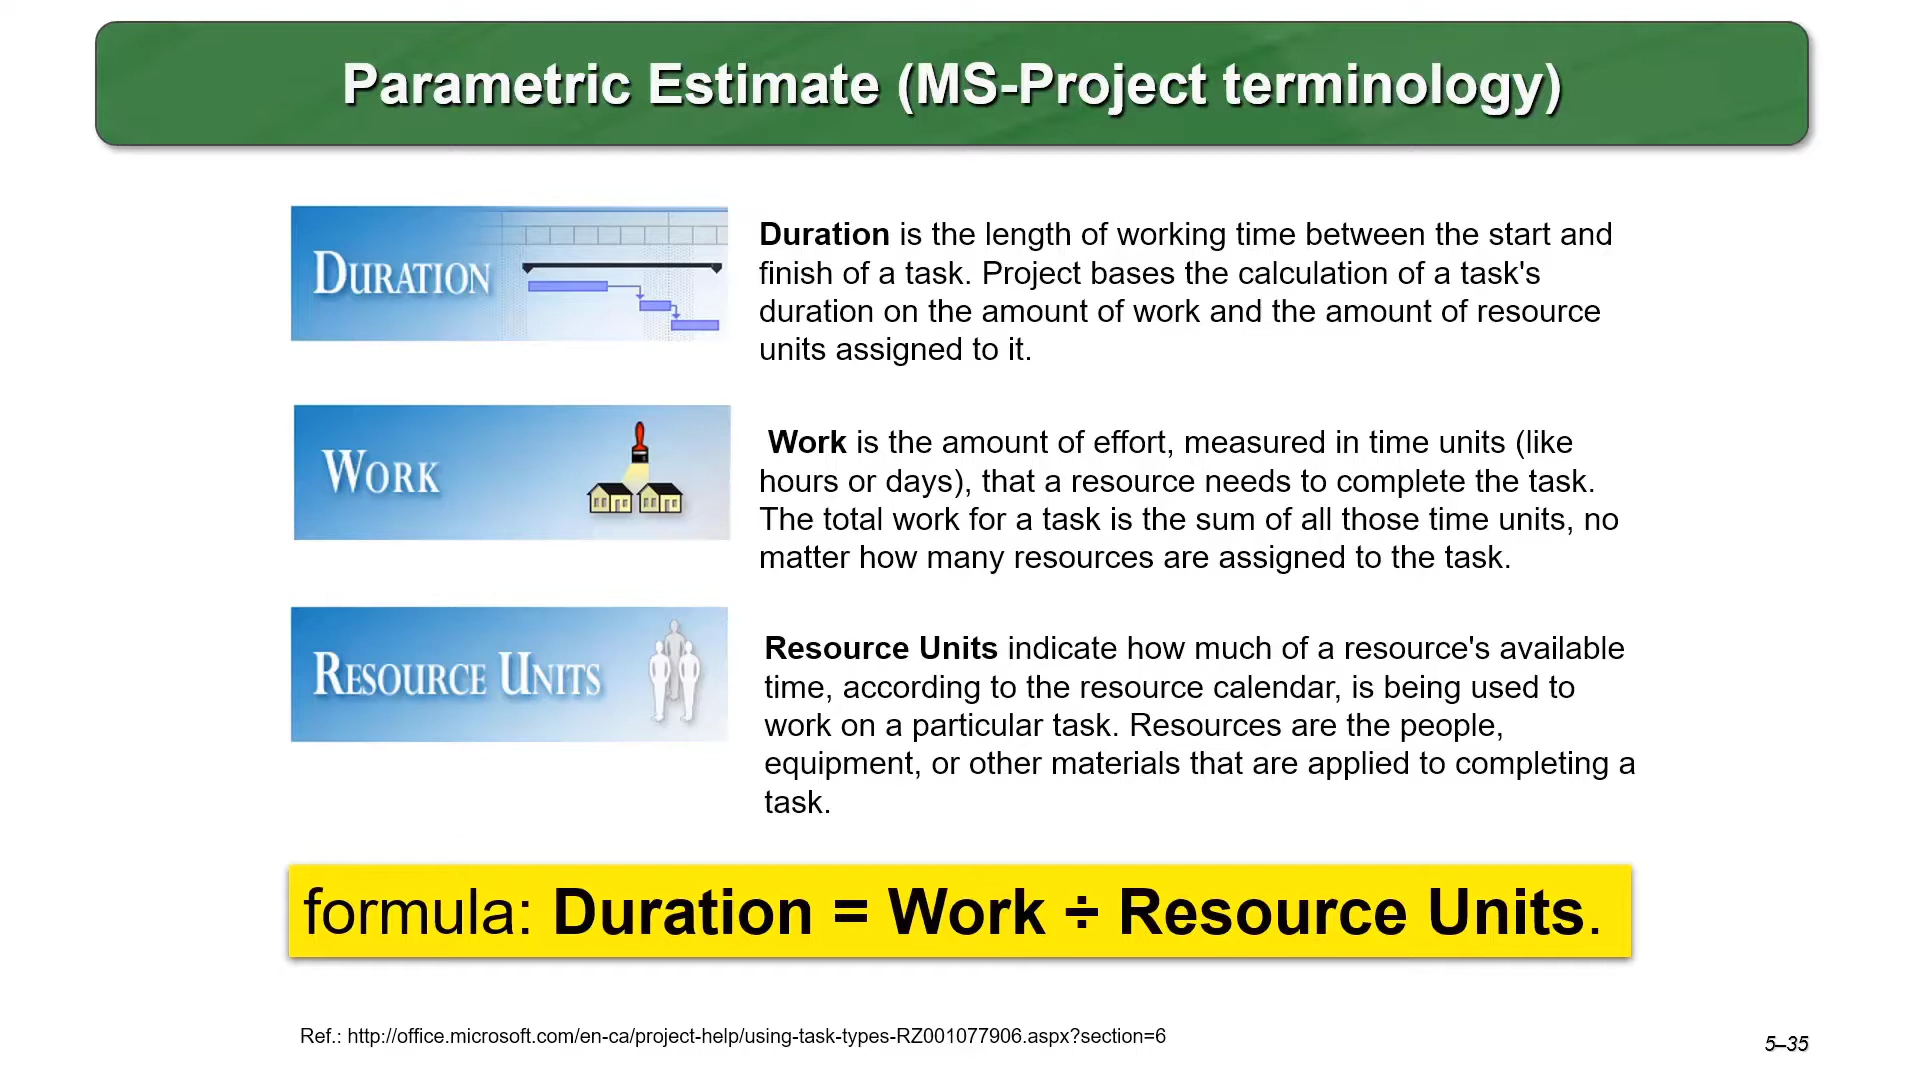 Parametric Estimate (MS-Project terminology)
DURATION
Duration is the length of working time between the start and
finish of a task. Project bases the calculation of a task's
duration on the amount of work and the amount of resource
units assigned to it.
WORK
Work is the amount of effort, measured in time units (like
hours or days), that a resource needs to complete the task.
The total work for a task is the sum of all those time units, no
matter how many resources are assigned to the task.
RESOURCE UNITS
Resource Units indicate how much of a resource's available
time, according to the resource calendar, is being used to
work on a particular task. Resources are the people,
equipment, or other materials that are applied to completing a
task.
formula: Duration = Work ÷ Resource Units.
Ref.: http://office.microsoft.com/en-ca/project-help/using-task-types-RZ001077906.aspx?section=6
5–35